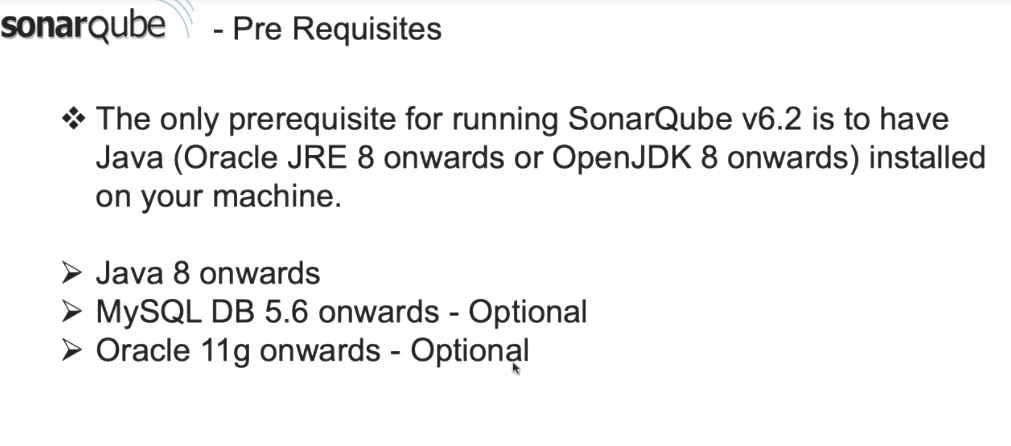 sonarqube - Pre Requisites
❖ The only prerequisite for running SonarQube v6.2 is to have
Java (Oracle JRE 8 onwards or OpenJDK 8 onwards) installed
on your machine.
➢ Java 8 onwards
➢ MySQL DB 5.6 onwards - Optional
➢ Oracle 11g onwards - Optional